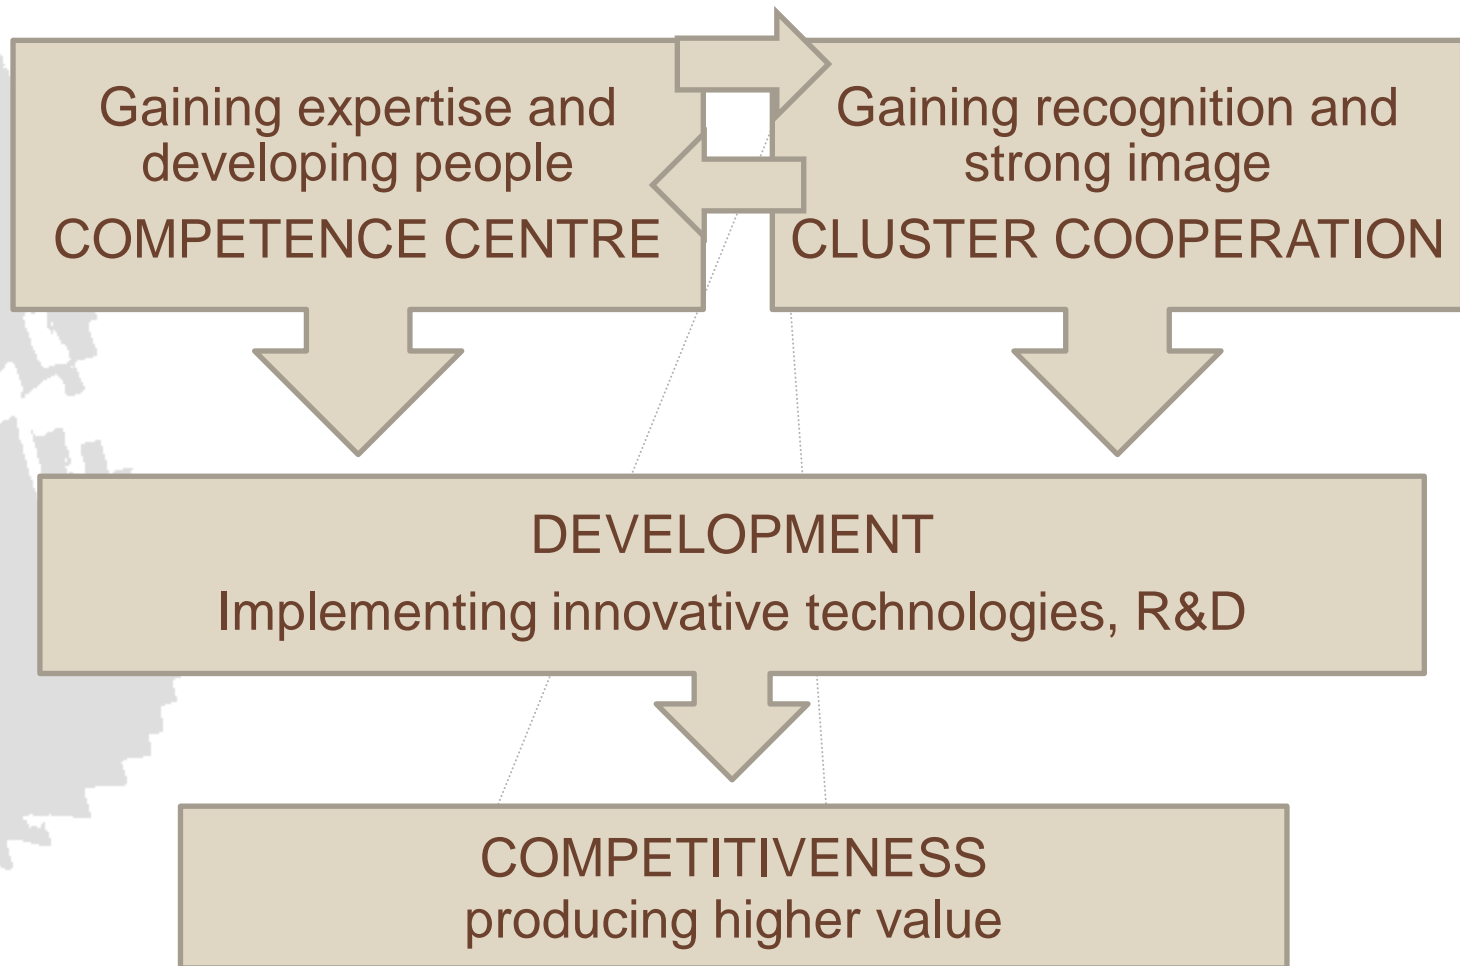 Gaining expertise and
developing people
COMPETENCE CENTRE
Gaining recognition and
strong image
CLUSTER COOPERATION
DEVELOPMENT
Implementing innovative technologies, R&D
COMPETITIVENESS
producing higher value